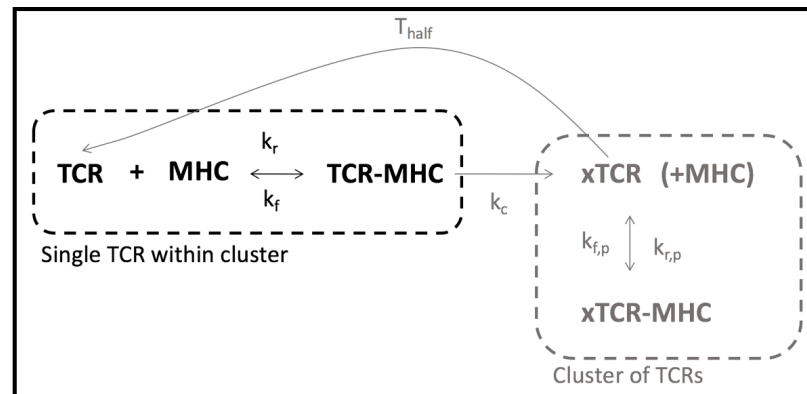 T_half
k_r
TCR + MHC TCR-MHC xTCR (+MHC)
k_f
k_c
k_f,p k_r,p
Single TCR within cluster
xTCR-MHC
Cluster of TCRs